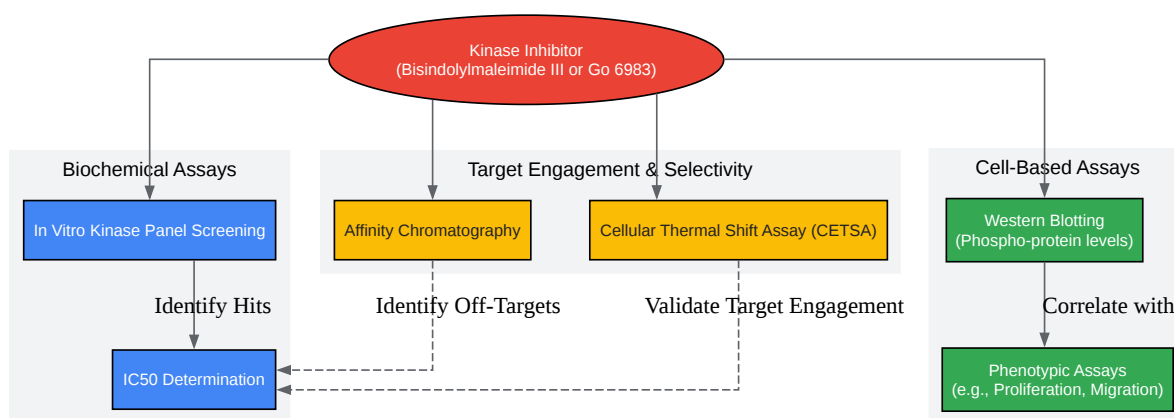 Kinase Inhibitor
(Bisindolylmaleimide III or Go 6983)
Biochemical Assays
Target Engagement & Selectivity
Cell-Based Assays
In Vitro Kinase Panel Screening
Affinity Chromatography
Cellular Thermal Shift Assay (CETSA)
Western Blotting
(Phospho-protein levels)
Identify Hits
Identify Off-Targets
Validate Target Engagement
Correlate with
IC50 Determination
Phenotypic Assays
(e.g., Proliferation, Migration)